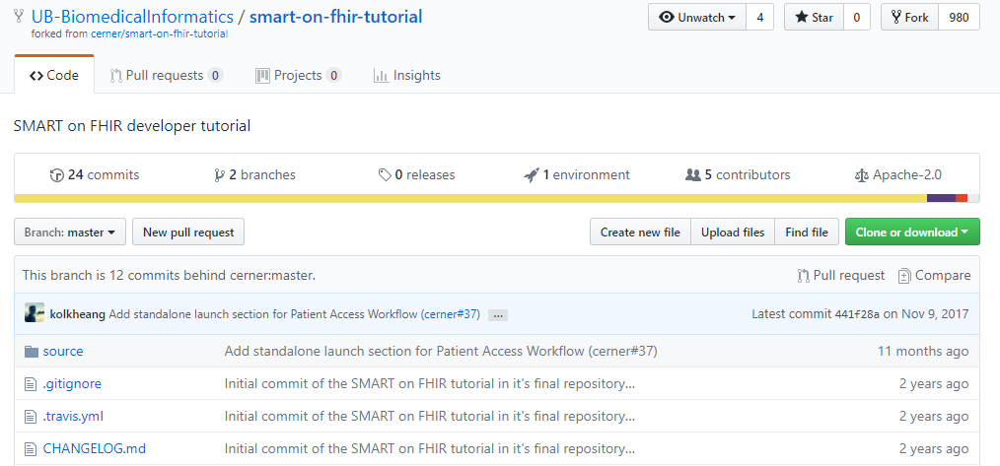 UB-BiomedicalInformatics / smart-on-fhir-tutorial Unwatch 4 Star 0 Fork 980
forked from cerner/smart-on-fhir-tutorial
Code Pull requests 0 Projects 0 Insights
SMART on FHIR developer tutorial
24 commits 2 branches 0 releases 1 environment 5 contributors Apache-2.0
Branch: master New pull request Create new file Upload files Find file Clone or download
This branch is 12 commits behind cerner:master. Pull request Compare
kolkheang Add standalone launch section for Patient Access Workflow (cerner#37) ... Latest commit 441f28a on Nov 9, 2017
source Add standalone launch section for Patient Access Workflow (cerner#37) 11 months ago
.gitignore Initial commit of the SMART on FHIR tutorial in it's final repository... 2 years ago
.travis.yml Initial commit of the SMART on FHIR tutorial in it's final repository... 2 years ago
CHANGELOG.md Initial commit of the SMART on FHIR tutorial in it's final repository... 2 years ago